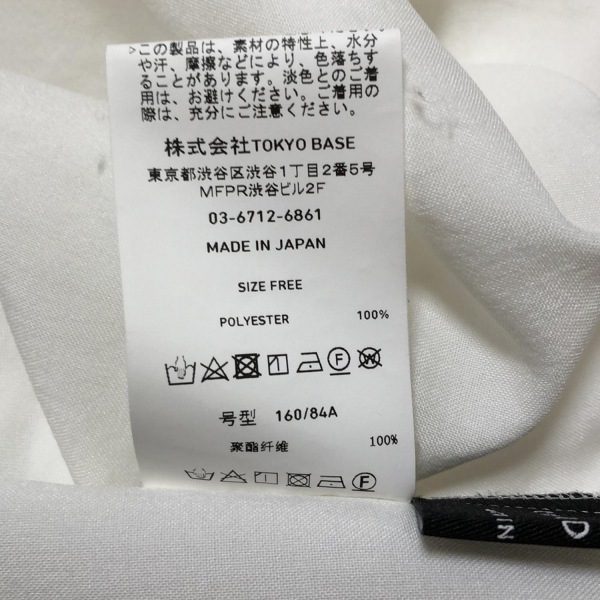 >この製品は、素材の特性上、水分
や汗、摩擦などにより、色落ちす
ることがあります。淡色とのご着
用は、お避けください。ご着用の
際は、充分にご注意ください。
株式会社TOKYO BASE
東京都渋谷区渋谷1丁目2番5号
MFPR渋谷ビル2F
03-6712-6861
MADE IN JAPAN
SIZE FREE
POLYESTER 100%
号型 160/84A
聚酯纤维 100%